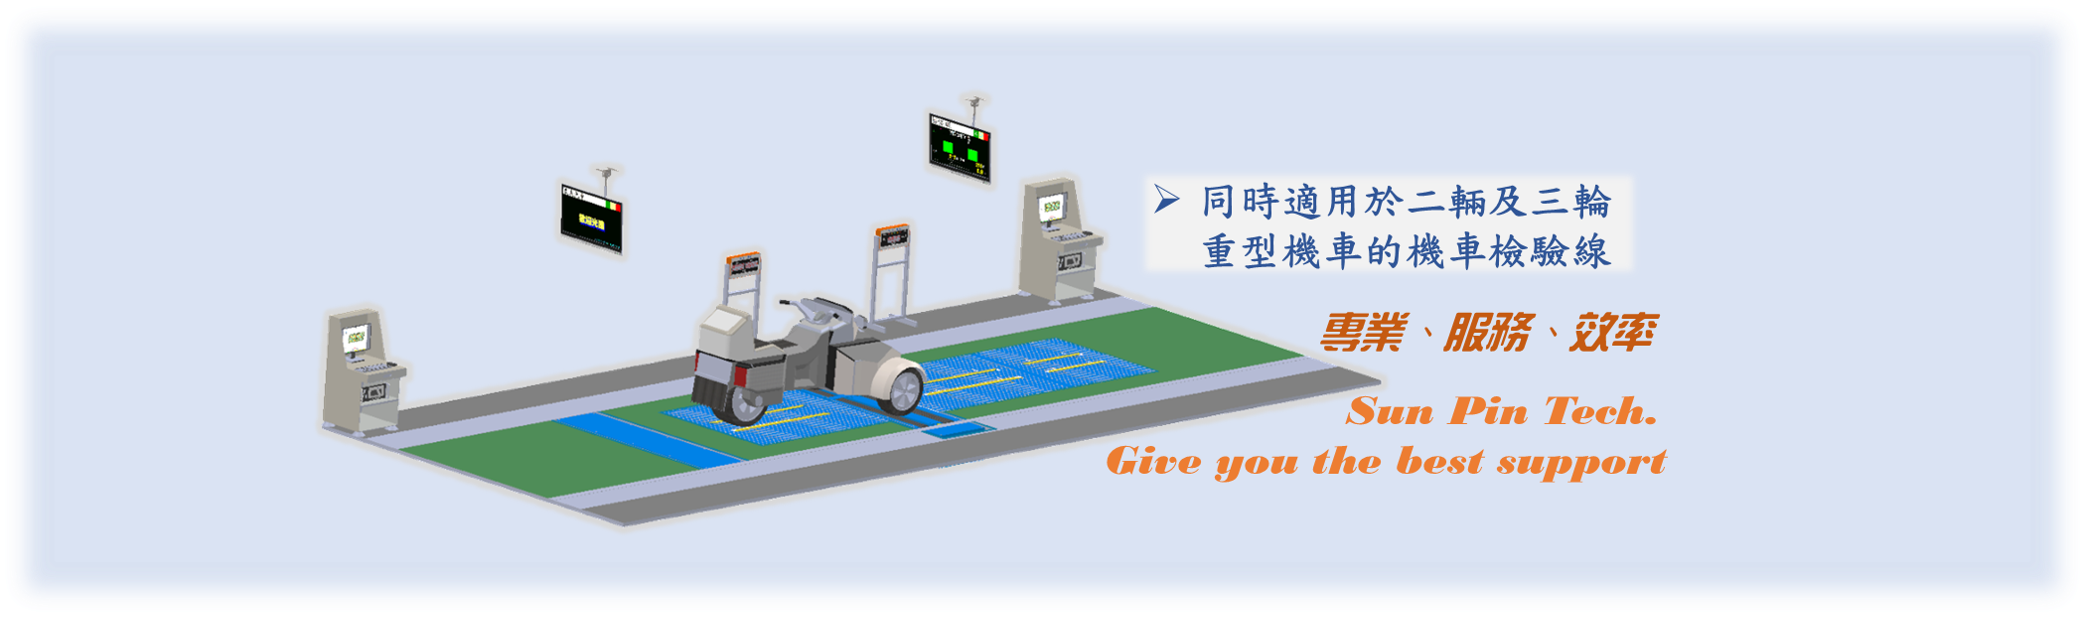 ➢ 同時適用於二輛及三輪
重型機車的機車檢驗線
專業、服務、效率
Sun Pin Tech.
Give you the best support